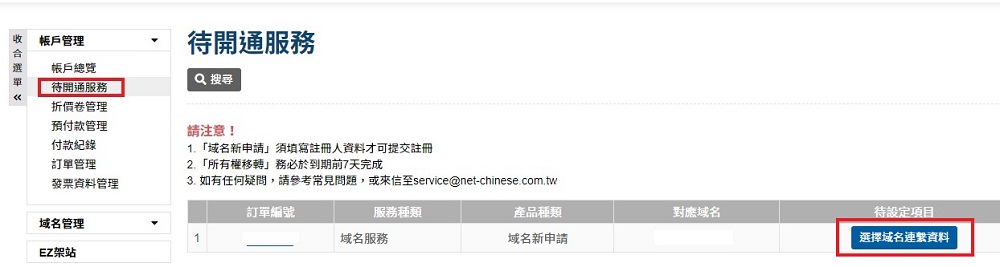 收合選單
帳戶管理
帳戶總覽
待開通服務
折價卷管理
預付款管理
付款紀錄
訂單管理
發票資料管理
域名管理
EZ架站
待開通服務
搜尋
請注意！
1.「域名新申請」須填寫註冊人資料才可提交註冊
2.「所有權移轉」務必於到期前7天完成
3. 如有任何疑問，請參考常見問題，或來信至service@net-chinese.com.tw
訂單編號 服務種類 產品種類 對應域名 待設定項目
1 域名服務 域名新申請 選擇域名連繫資料